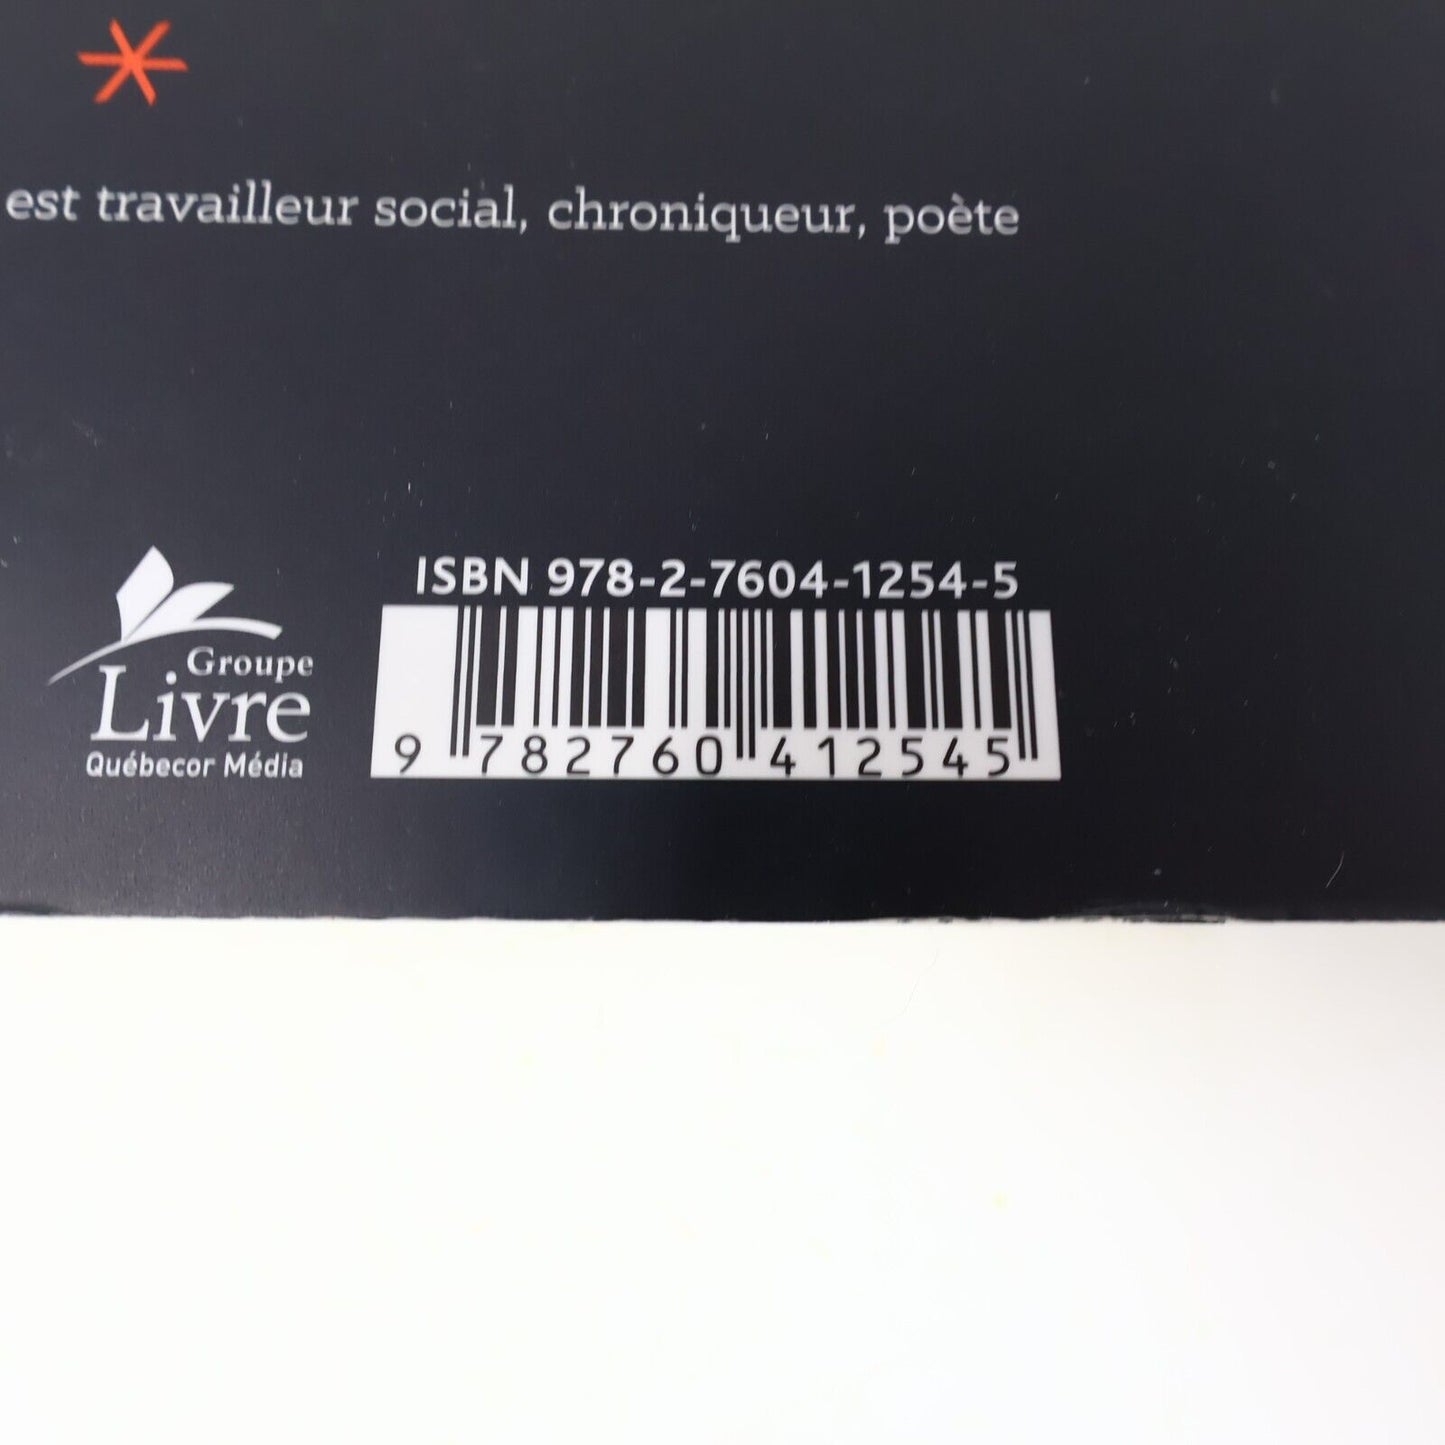 est travailleur social, chroniqueur, poète
ISBN 978-2-7604-1254-5
Groupe
Livre
Québecor Média
9 782760 412545